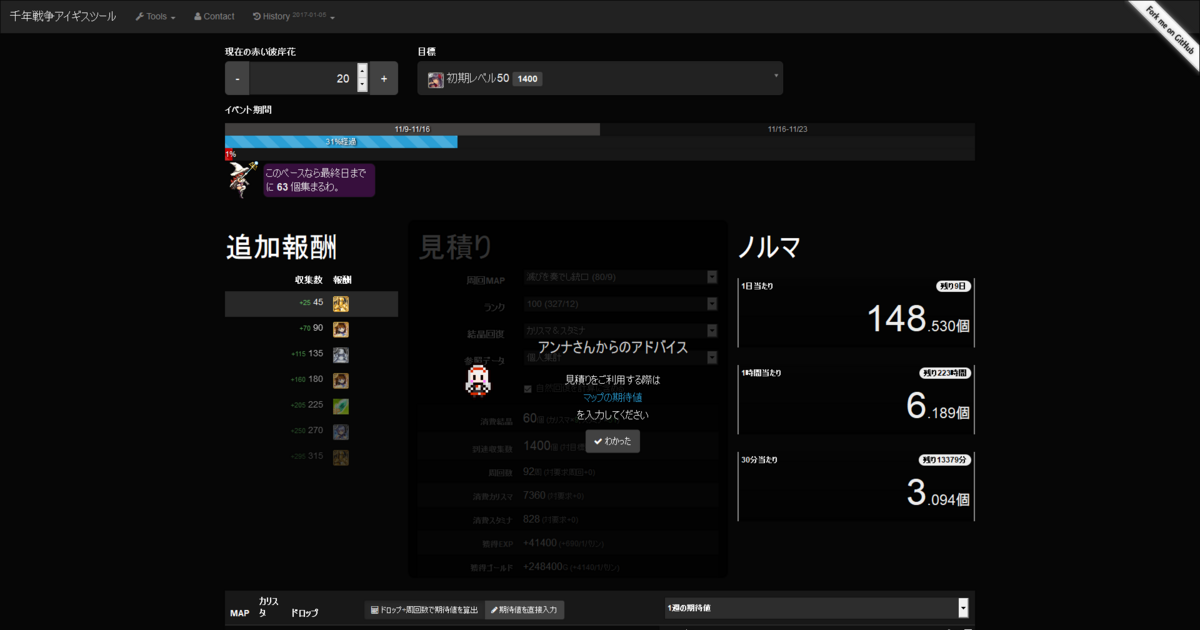 千年戦争アイギスツール Tools Contact History 2017-01-05
Fork me on GitHub
現在の赤い彼岸花 目標
- 20 + 初期レベル50 1400
イベント期間
11/9-11/16 11/16-11/23
31%経過
1%
このペースなら最終日まで
に 63 個集まるわ。
追加報酬
収集数 報酬
+25 45
+70 90
+115 135
+160 180
+205 225
+250 270
+295 315
見積り
周回MAP 滅びを奏でし銃口 (80/9)
ランク 100 (327/12)
結晶回復 カリスマ&スタミナ
参照データ 個人集計
アンナさんからのアドバイス
見積りをご利用する際は
マップの期待値
を入力してください
わかった
消費結晶 60個
到達収集数 1400個
周回数 92回
消費カリスマ 7360
消費スタミナ 828
獲得EXP +41400
獲得ゴールド +248400G
ノルマ
1日当たり 残り9日
148.530個
1時間当たり 残り223時間
6.189個
30分当たり 残り13379分
3.094個
MAP カリスタ ドロップ ドロップ÷周回数で期待値を算出 期待値を直接入力 1週の期待値